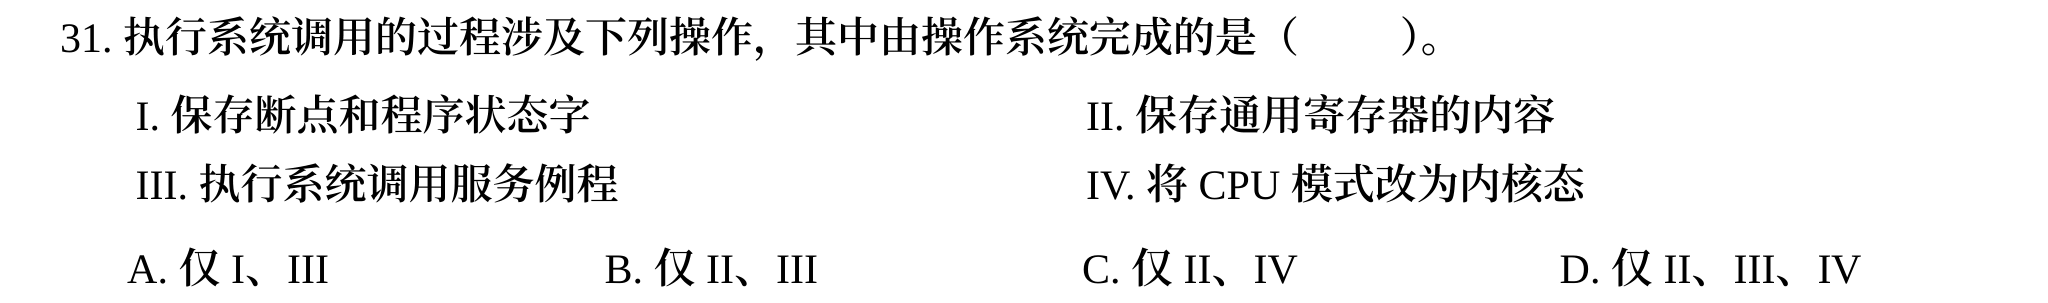 31. 执行系统调用的过程涉及下列操作，其中由操作系统完成的是（　　）。
I. 保存断点和程序状态字　　II. 保存通用寄存器的内容
III. 执行系统调用服务例程　　IV. 将 CPU 模式改为内核态
A. 仅 I、III　　B. 仅 II、III　　C. 仅 II、IV　　D. 仅 II、III、IV